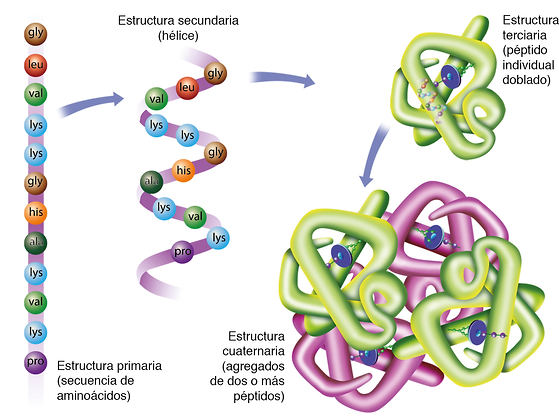 Estructura secundaria
(hélice)
Estructura
terciaria
(péptido
individual
doblado)
gly
leu
val
lys
lys
gly
his
ala
lys
val
lys
pro
gly
leu
val
lys
lys
gly
his
ala
lys
val
lys
pro
Estructura primaria
(secuencia de
aminoácidos)
Estructura
cuaternaria
(agregados
de dos o más
péptidos)